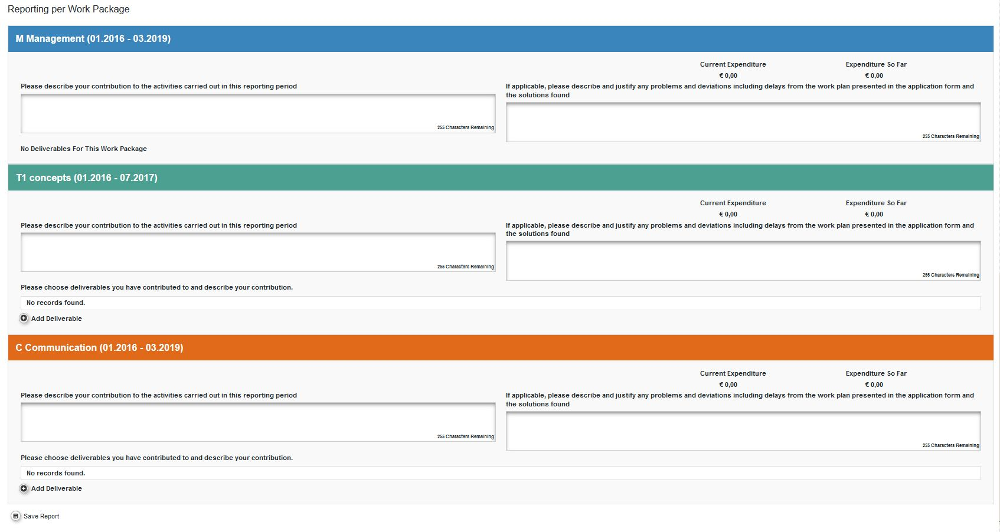 Reporting per Work Package
M Management (01.2016 - 03.2019)
Current Expenditure
Expenditure So Far
€ 0,00
€ 0,00
Please describe your contribution to the activities carried out in this reporting period
If applicable, please describe and justify any problems and deviations including delays from the work plan presented in the application form and
the solutions found
255 Characters Remaining
255 Characters Remaining
No Deliverables For This Work Package
T1 concepts (01.2016 - 07.2017)
Current Expenditure
Expenditure So Far
€ 0,00
€ 0,00
Please describe your contribution to the activities carried out in this reporting period
If applicable, please describe and justify any problems and deviations including delays from the work plan presented in the application form and
the solutions found
255 Characters Remaining
255 Characters Remaining
Please choose deliverables you have contributed to and describe your contribution.
No records found.
Add Deliverable
C Communication (01.2016 - 03.2019)
Current Expenditure
Expenditure So Far
€ 0,00
€ 0,00
Please describe your contribution to the activities carried out in this reporting period
If applicable, please describe and justify any problems and deviations including delays from the work plan presented in the application form and
the solutions found
255 Characters Remaining
255 Characters Remaining
Please choose deliverables you have contributed to and describe your contribution.
No records found.
Add Deliverable
Save Report